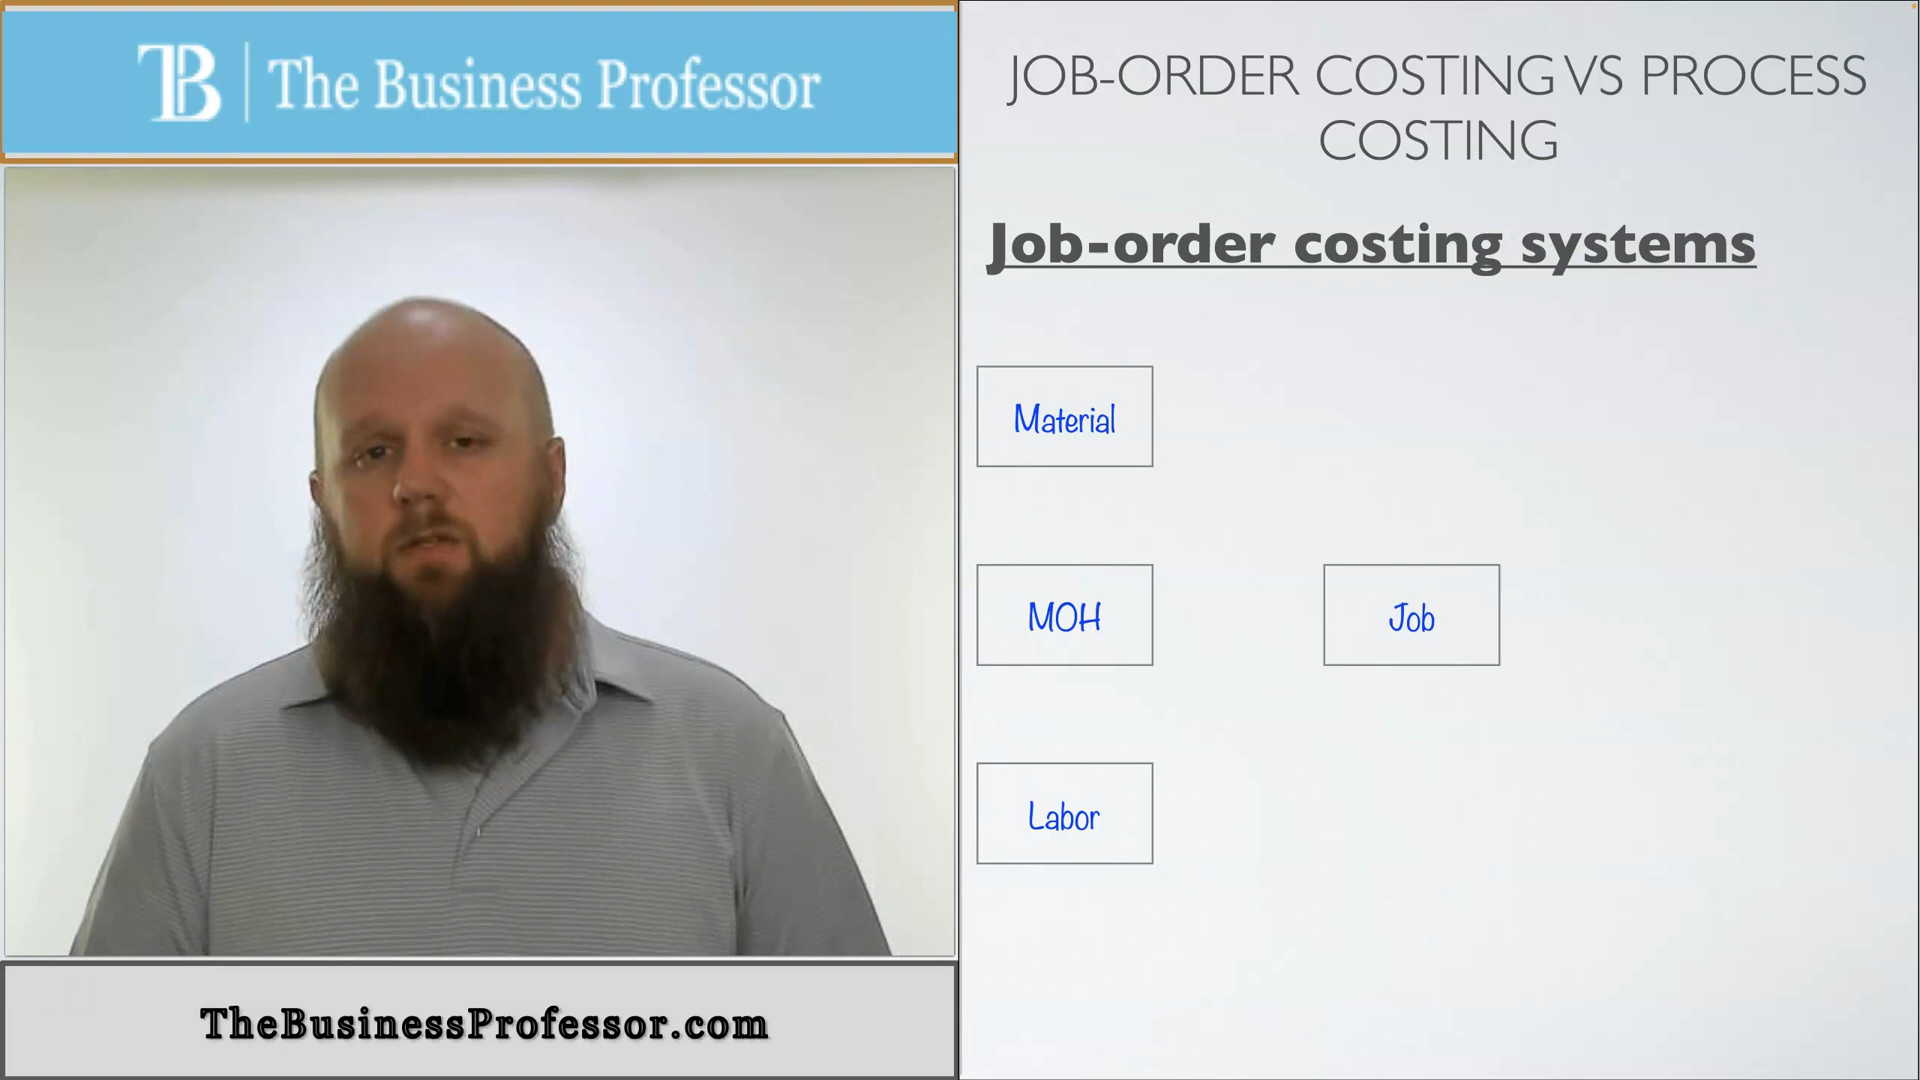 TB The Business Professor
JOB-ORDER COSTING VS PROCESS
COSTING
Job-order costing systems
Material
MOH
Job
Labor
TheBusinessProfessor.com